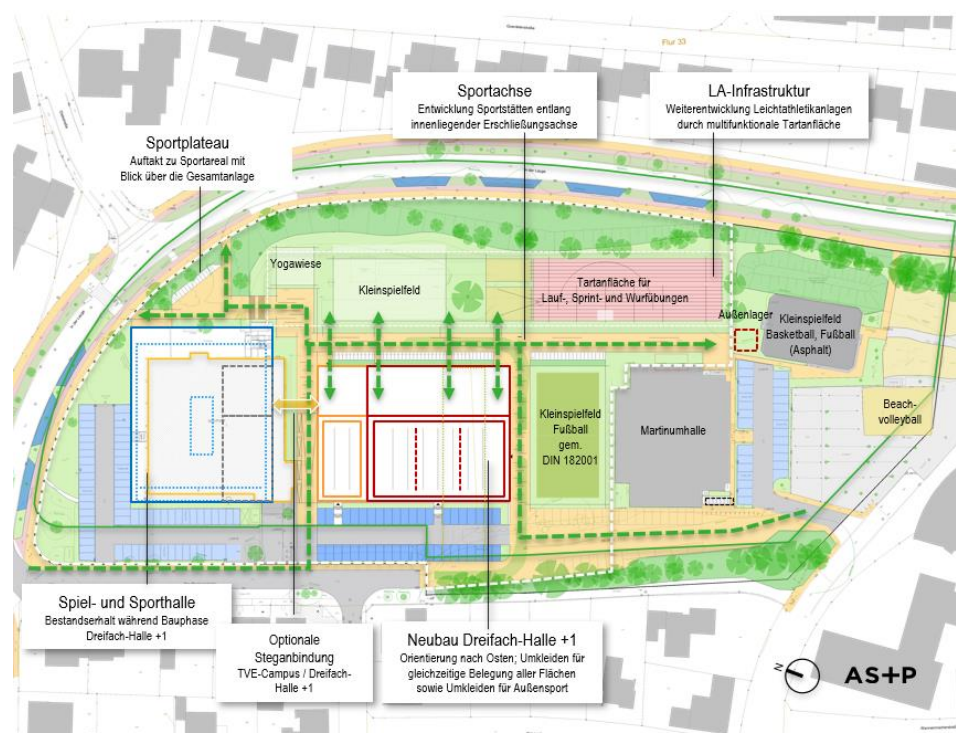 Flur 33
Sportachse
Entwicklung Sportstätten entlang
innenliegender Erschließungsachse
LA-Infrastruktur
Weiterentwicklung Leichtathletikanlagen
durch multifunktionale Tartanfläche
Sportplateau
Auftakt zu Sportareal mit
Blick über die Gesamtanlage
Yogawiese
Kleinspielfeld
Tartanfläche für
Lauf-, Sprint- und Wurfübungen
Außenlager
Kleinspielfeld
Basketball, Fußball
(Asphalt)
Kleinspielfeld
Fußball
gem.
DIN 182001
Martinumhalle
Beach-
volleyball
Spiel- und Sporthalle
Bestandserhalt während Bauphase
Dreifach-Halle +1
Optionale
Steganbindung
TVE-Campus / Dreifach-
Halle +1
Neubau Dreifach-Halle +1
Orientierung nach Osten; Umkleiden für
gleichzeitige Belegung aller Flächen
sowie Umkleiden für Außensport
N
AS+P